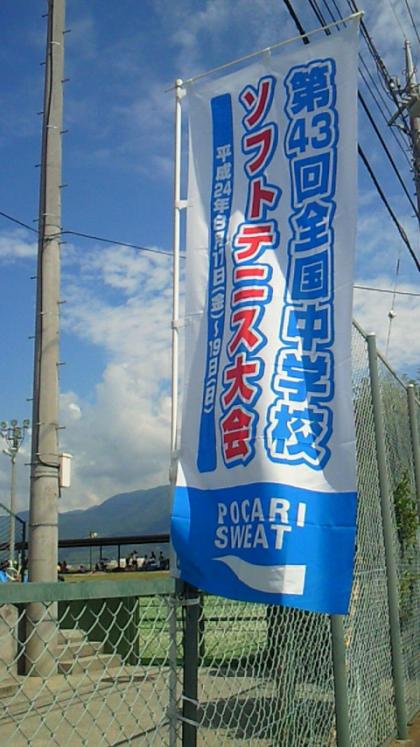 第43回全国中学校
ソフトテニス大会
平成24年8月17日(金)〜19日(日)
POCARI
SWEAT